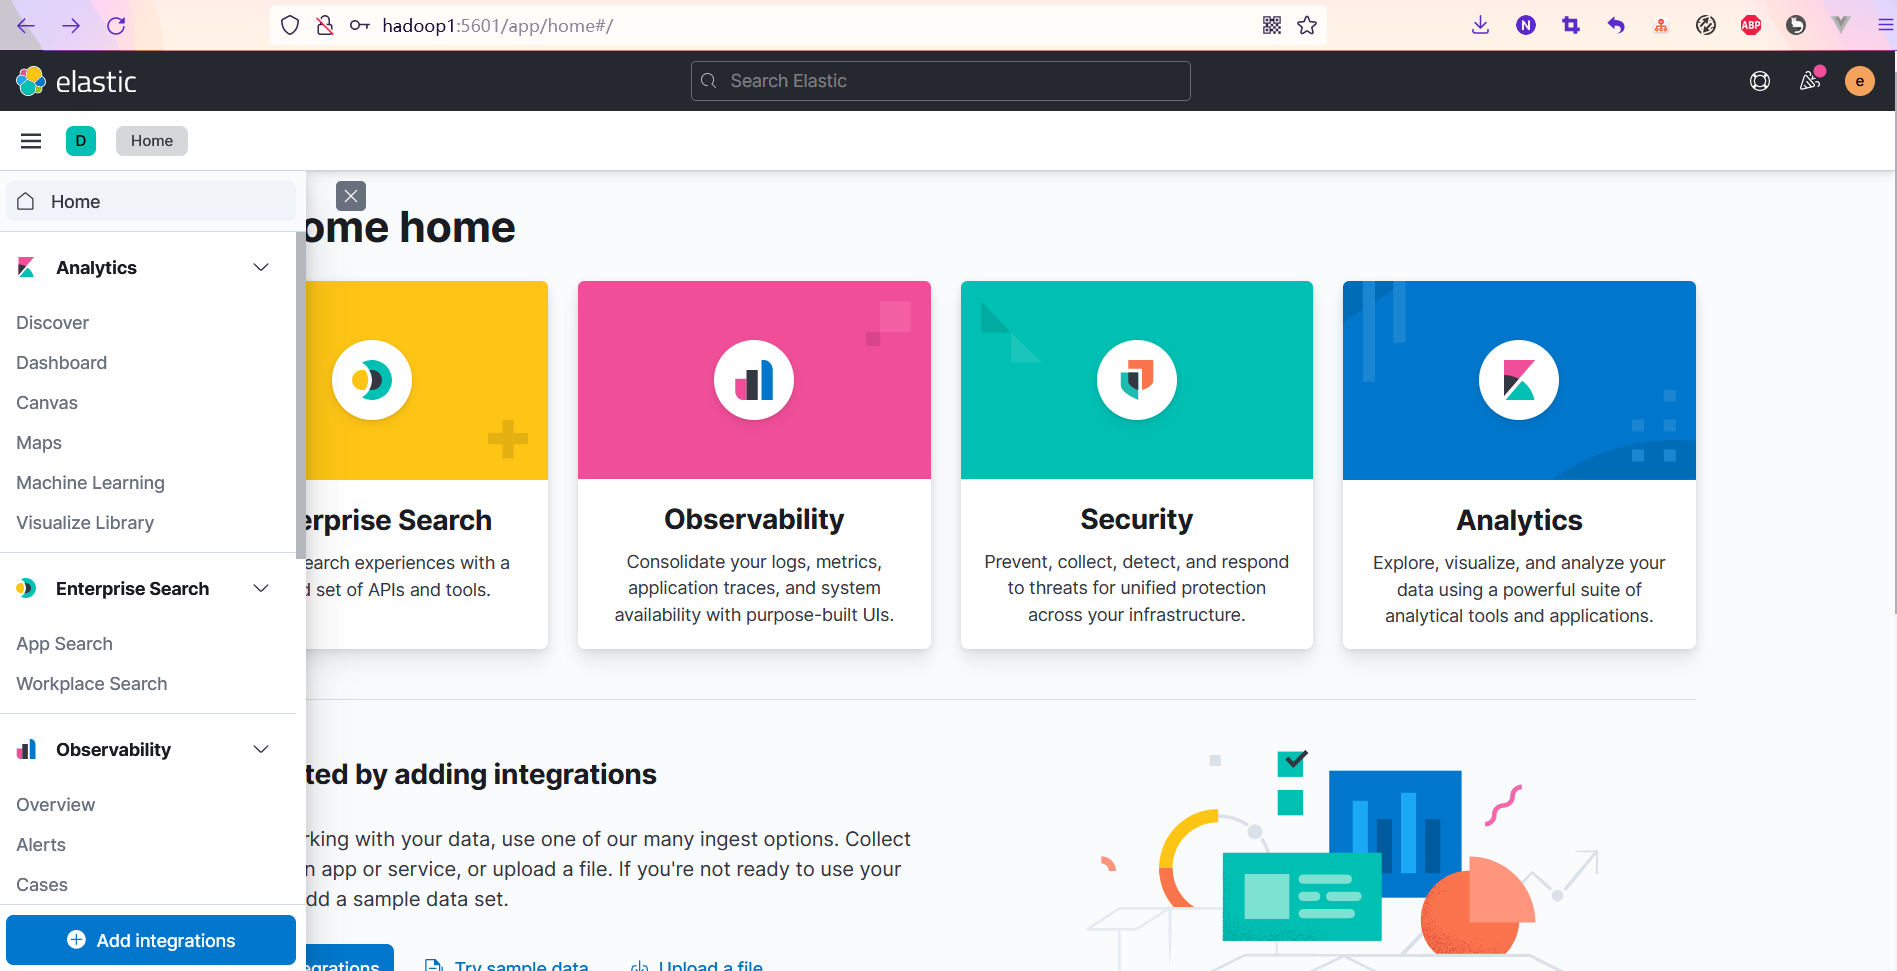 hadoop1:5601/app/home#/
N
ABP
elastic
Search Elastic
e
D
Home
Home
Analytics
Discover
Dashboard
Canvas
Maps
Machine Learning
Visualize Library
Enterprise Search
App Search
Workplace Search
Observability
Overview
Alerts
Cases
Add integrations
ome home
erprise Search
earch experiences with a
d set of APIs and tools.
Observability
Consolidate your logs, metrics,
application traces, and system
availability with purpose-built UIs.
Security
Prevent, collect, detect, and respond
to threats for unified protection
across your infrastructure.
Analytics
Explore, visualize, and analyze your
data using a powerful suite of
analytical tools and applications.
ted by adding integrations
rking with your data, use one of our many ingest options. Collect
n app or service, or upload a file. If you're not ready to use your
dd a sample data set.
egrations
Try sample data
Upload a file